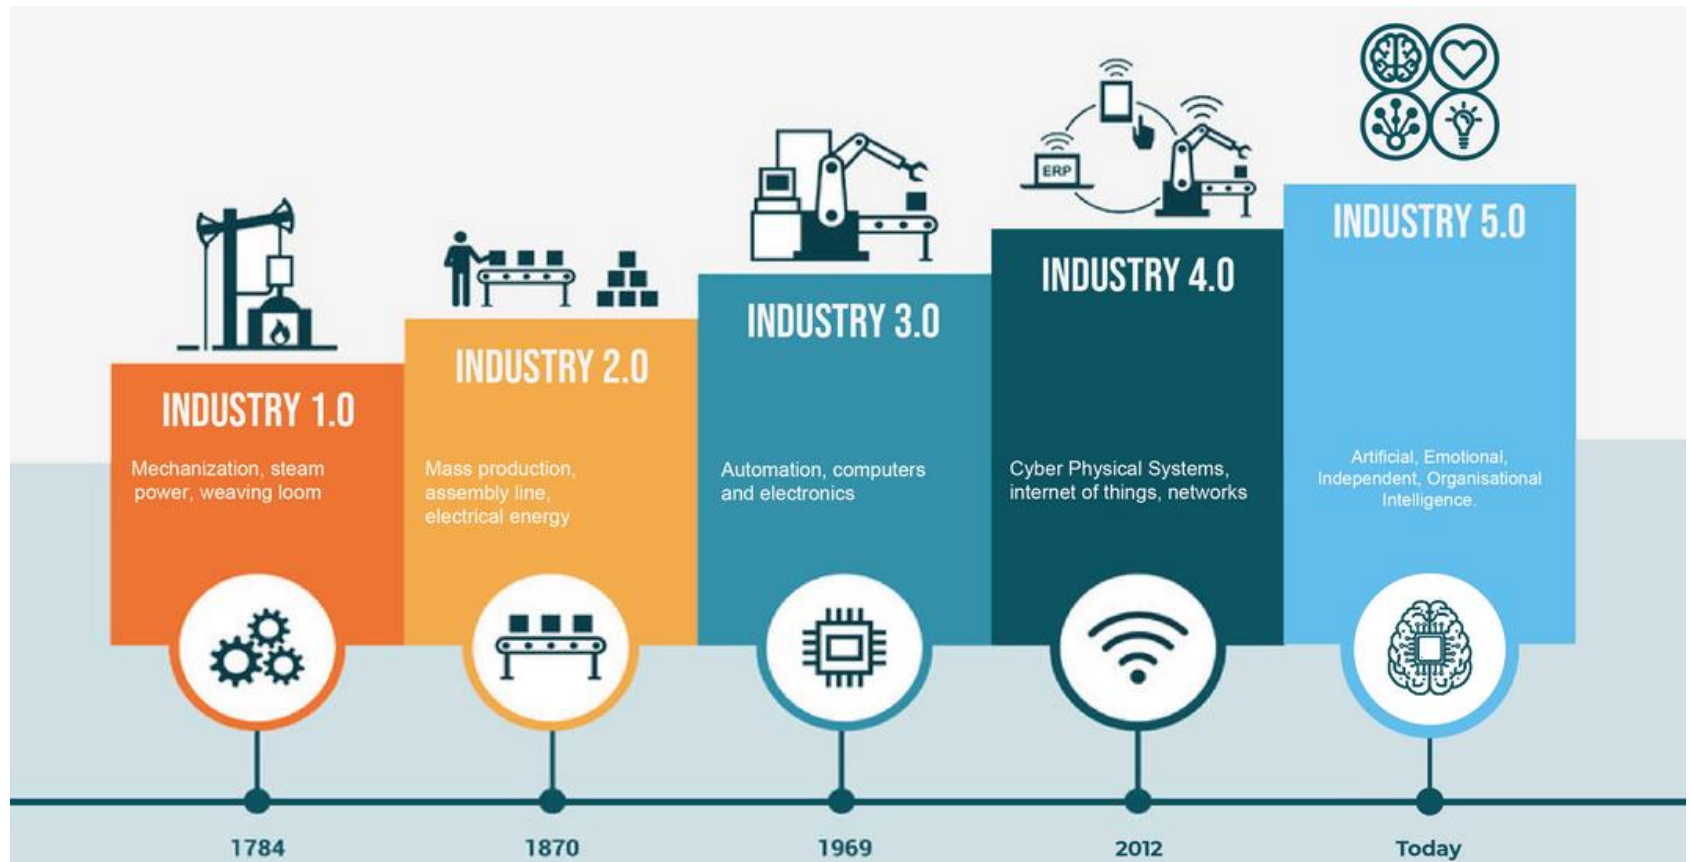 ERP
INDUSTRY 1.0
Mechanization, steam
power, weaving loom
INDUSTRY 2.0
Mass production,
assembly line,
electrical energy
INDUSTRY 3.0
Automation, computers
and electronics
INDUSTRY 4.0
Cyber Physical Systems,
internet of things, networks
INDUSTRY 5.0
Artificial, Emotional,
Independent, Organisational
Intelligence.
1784
1870
1969
2012
Today